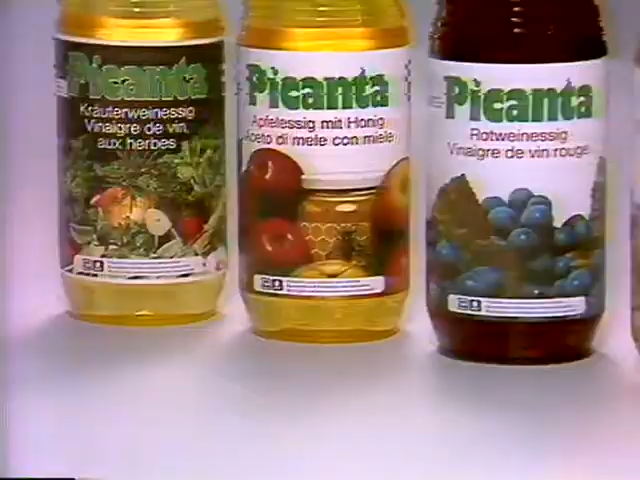 Picanta
Kräuterweinessig
Vinaigre de vin
aux herbes
Picanta
Apfelessig mit Honig
Aceto di mele con miele
Picanta
Rotweinessig
Vinaigre de vin rouge